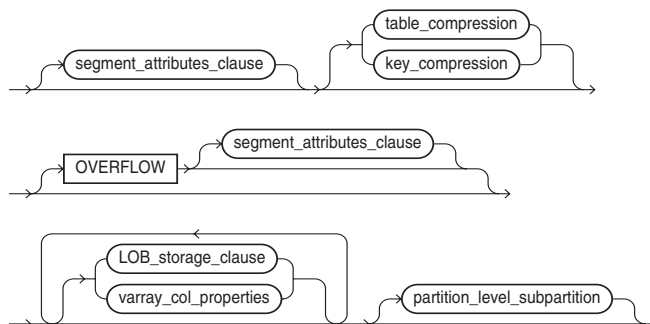 table_compression
segment_attributes_clause
key_compression
segment_attributes_clause
OVERFLOW
LOB_storage_clause
varray_col_properties
partition_level_subpartition